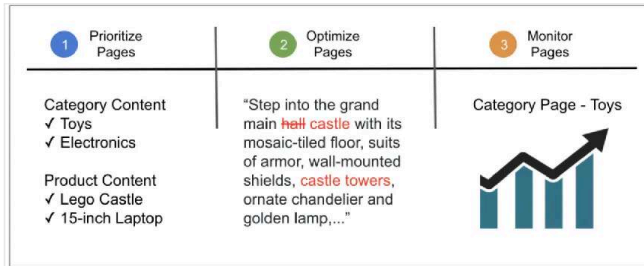 1 Prioritize
Pages
2 Optimize
Pages
3 Monitor
Pages
Category Content
✓ Toys
✓ Electronics
Product Content
✓ Lego Castle
✓ 15-inch Laptop
“Step into the grand
main hall castle with its
mosaic-tiled floor, suits
of armor, wall-mounted
shields, castle towers,
ornate chandelier and
golden lamp,...”
Category Page - Toys